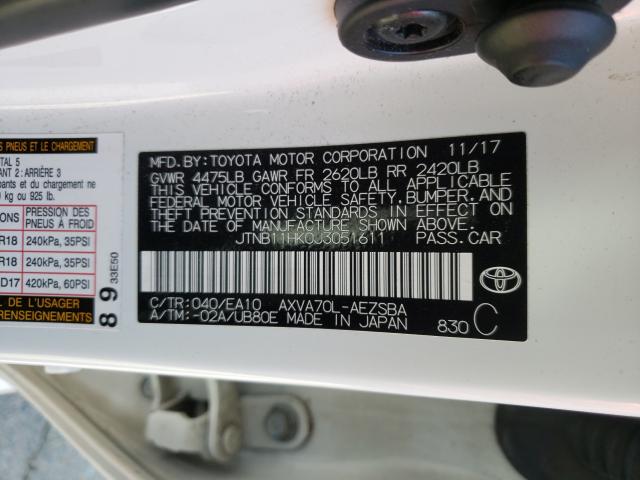 PNEUS ET LE CHARGEMENT
TAL 5
ANT 2: ARRIÈRE 3
pants et du chargement ne
kg ou 925 lb.
ONS PRESSION DES PNEUS À FROID
R18 240kPa, 35PSI
R18 240kPa, 35PSI
D17 420kPa, 60PSI
L DE L'USAGER
RENSEIGNEMENTS
8 9 33E50
MFD. BY: TOYOTA MOTOR CORPORATION 11/17
GVWR 4475LB GAWR FR 2620LB RR 2420LB
THIS VEHICLE CONFORMS TO ALL APPLICABLE
FEDERAL MOTOR VEHICLE SAFETY, BUMPER, AND
THEFT PREVENTION STANDARDS IN EFFECT ON
THE DATE OF MANUFACTURE SHOWN ABOVE.
JTNB11HK0J3051611 PASS.CAR
C/TR:040/EA10 AXVA70L-AEZSBA
A/TM:-02A/UB80E MADE IN JAPAN 830 C
TOYOTA